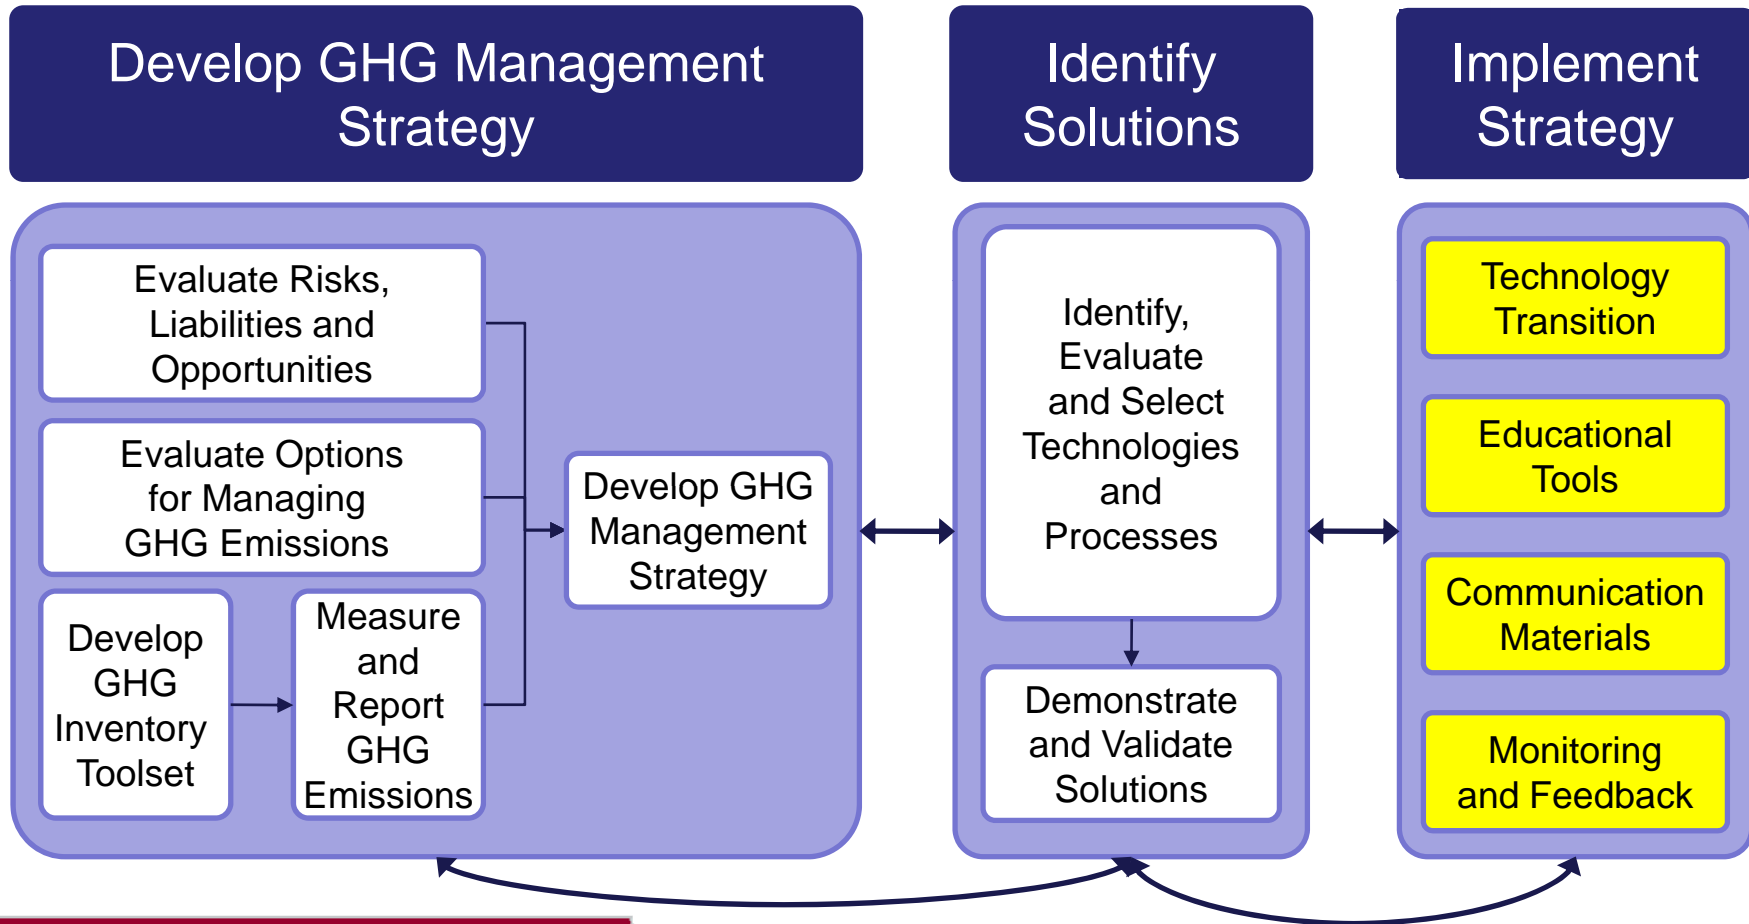 Develop GHG Management
Strategy
Identify
Solutions
Implement
Strategy
Evaluate Risks,
Liabilities and
Opportunities
Evaluate Options
for Managing
GHG Emissions
Develop
GHG
Inventory
Toolset
Measure
and
Report
GHG
Emissions
Develop GHG
Management
Strategy
Identify,
Evaluate
and Select
Technologies
and
Processes
Demonstrate
and Validate
Solutions
Technology
Transition
Educational
Tools
Communication
Materials
Monitoring
and Feedback